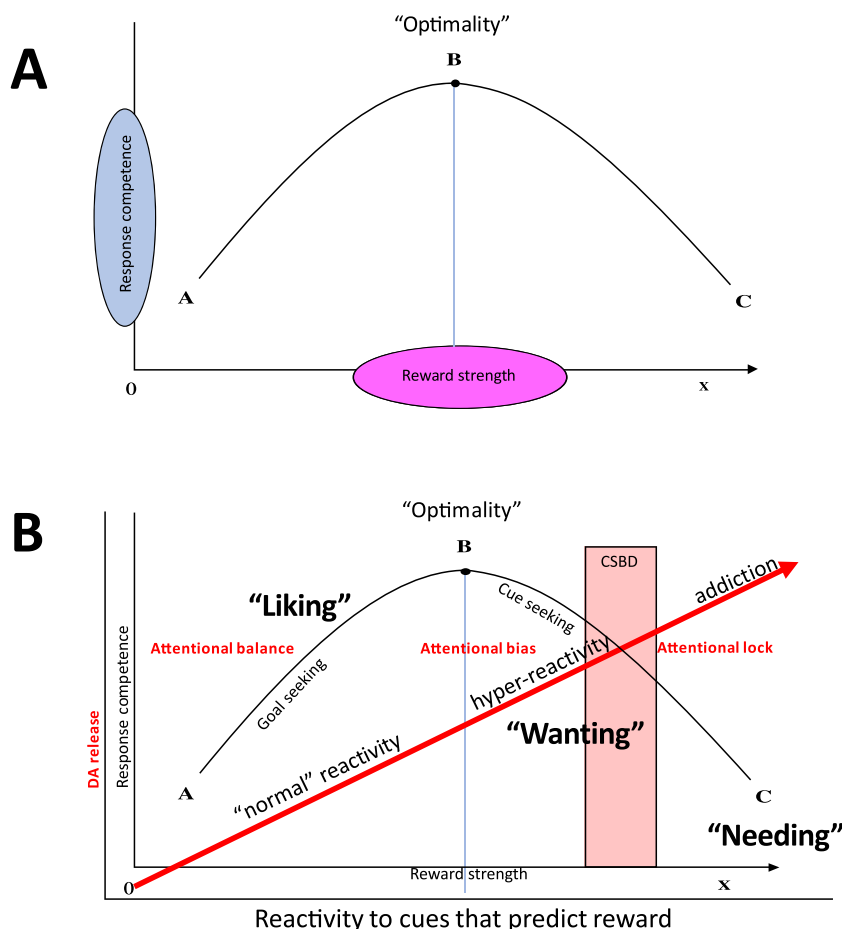 A
“Optimality”
B
Response competence
A
C
Reward strength
0
x
B
“Optimality”
B
CSBD
addiction
Cue seeking
“Liking”
Attentional balance
Attentional bias
Attentional lock
Goal seeking
hyper-reactivity
“Wanting”
DA release
Response competence
“normal” reactivity
A
C
“Needing”
Reward strength
0
x
Reactivity to cues that predict reward